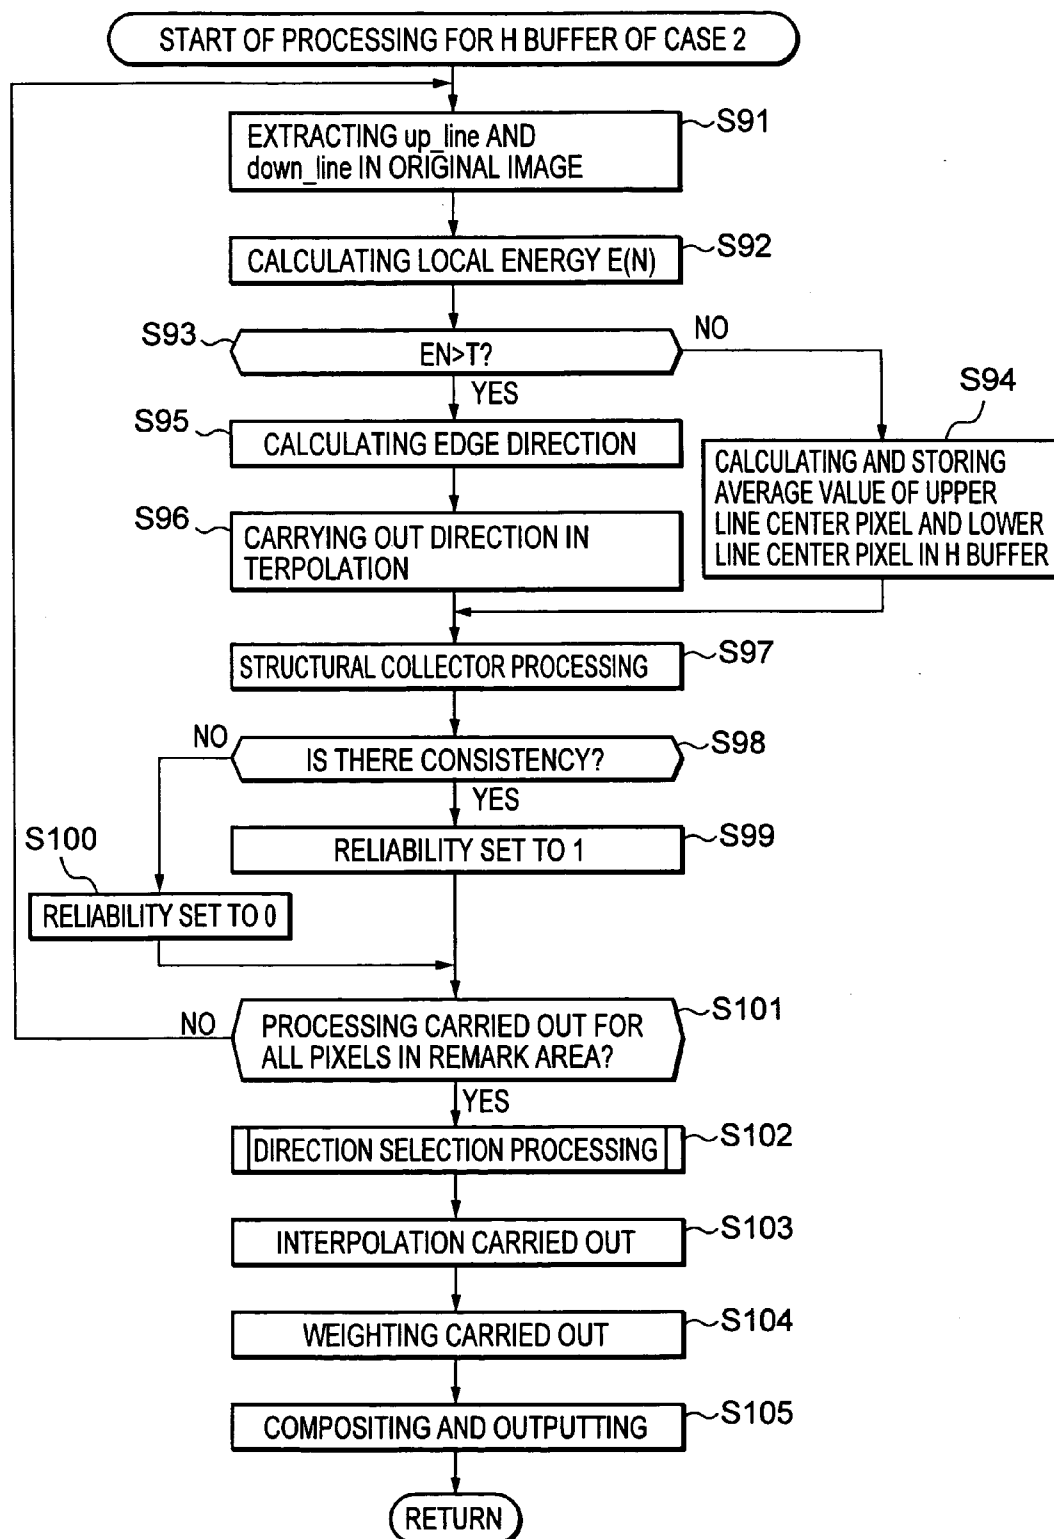 START OF PROCESSING FOR H BUFFER OF CASE 2
S91
EXTRACTING up_line AND
down_line IN ORIGINAL IMAGE
S92
CALCULATING LOCAL ENERGY E(N)
S93
EN>T?
NO
YES
S94
CALCULATING AND STORING
AVERAGE VALUE OF UPPER
LINE CENTER PIXEL AND LOWER
LINE CENTER PIXEL IN H BUFFER
S95
CALCULATING EDGE DIRECTION
S96
CARRYING OUT DIRECTION IN
TERPOLATION
STRUCTURAL COLLECTOR PROCESSING
S97
NO
IS THERE CONSISTENCY?
S98
YES
RELIABILITY SET TO 1
S99
S100
RELIABILITY SET TO 0
NO
PROCESSING CARRIED OUT FOR
ALL PIXELS IN REMARK AREA?
S101
YES
DIRECTION SELECTION PROCESSING
S102
INTERPOLATION CARRIED OUT
S103
WEIGHTING CARRIED OUT
S104
COMPOSITING AND OUTPUTTING
S105
RETURN